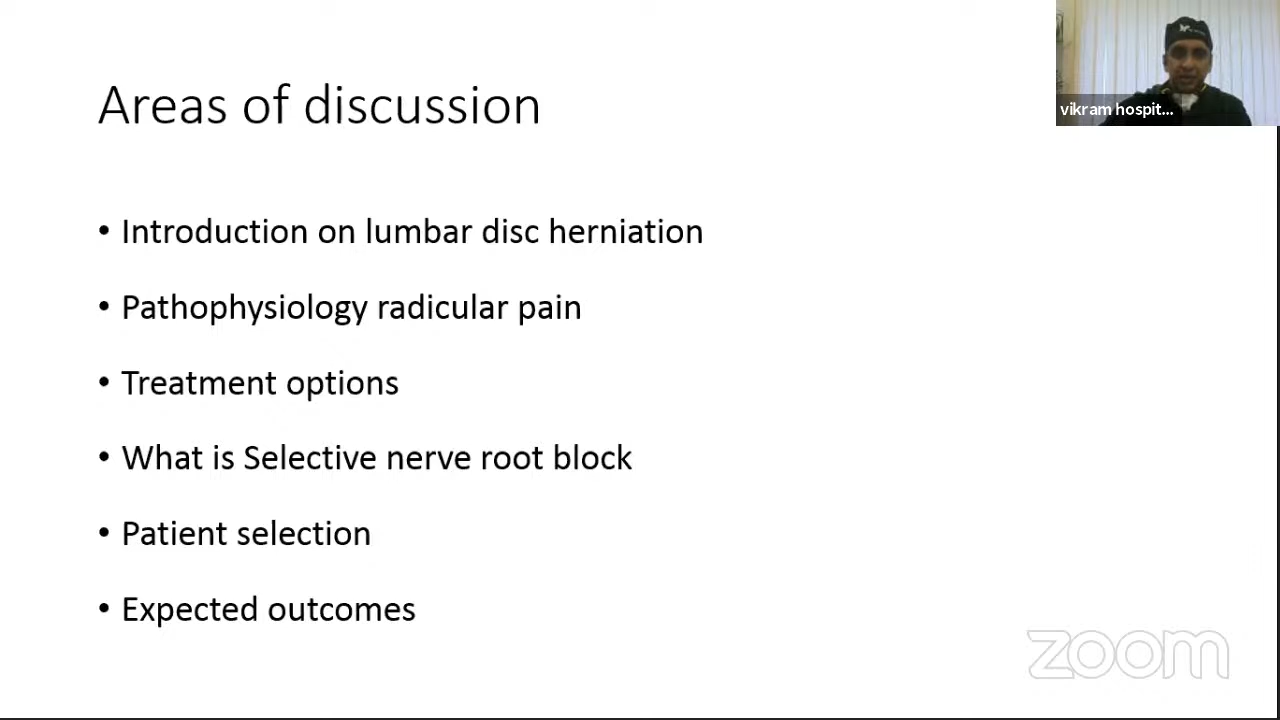 Areas of discussion
vikram hospit...
• Introduction on lumbar disc herniation
• Pathophysiology radicular pain
• Treatment options
• What is Selective nerve root block
• Patient selection
• Expected outcomes
zoom